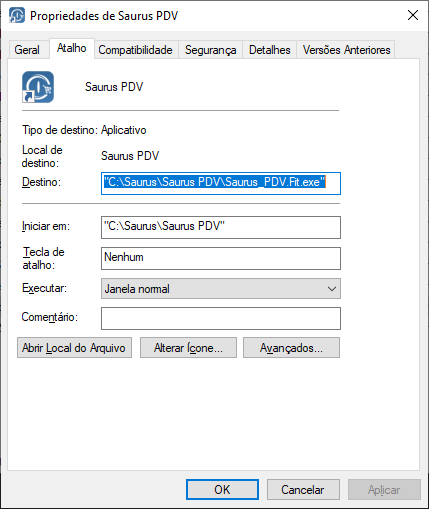 Propriedades de Saurus PDV
Geral
Atalho
Compatibilidade
Segurança
Detalhes
Versões Anteriores
Saurus PDV
Tipo de destino: Aplicativo
Local de
destino:
Saurus PDV
Destino:
"C:\Saurus\Saurus PDV\Saurus_PDV.Fit.exe"
Iniciar em:
"C:\Saurus\Saurus PDV"
Tecla de
atalho:
Nenhum
Executar:
Janela normal
Comentário:
Abrir Local do Arquivo
Alterar Ícone...
Avançados...
OK
Cancelar
Aplicar